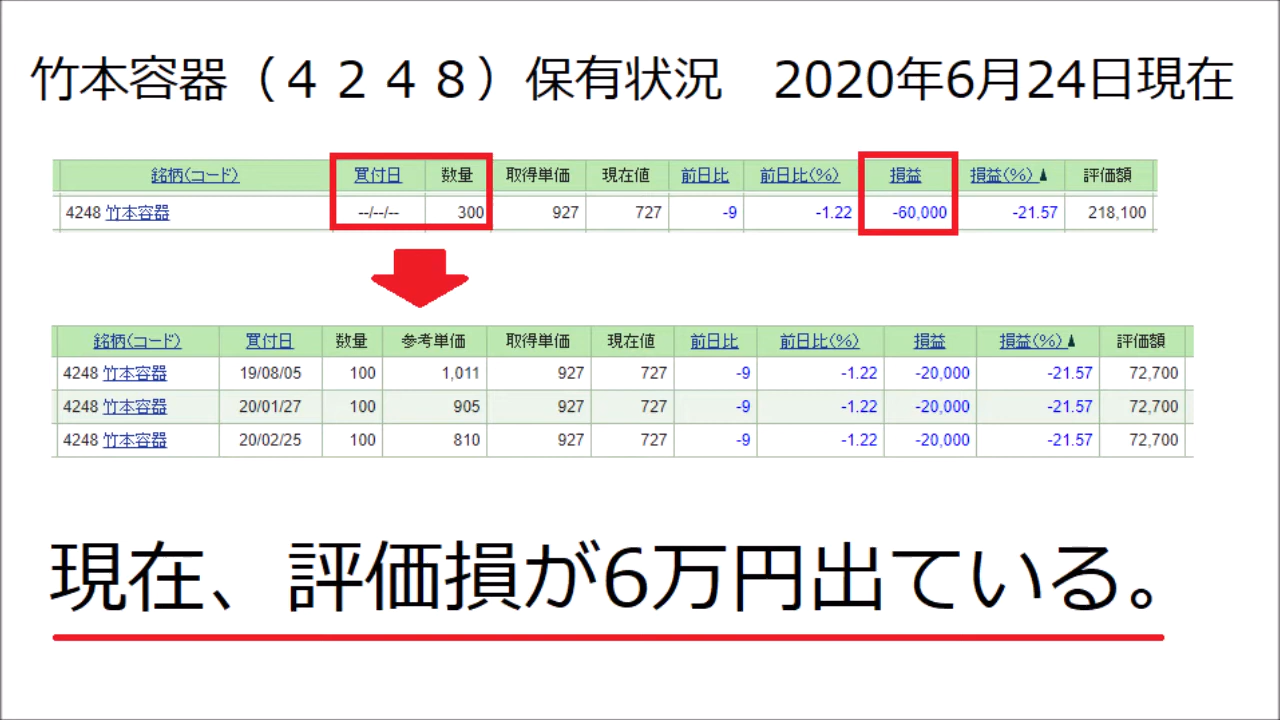 竹本容器（４２４８）保有状況　2020年6月24日現在
銘柄(コード) 買付日 数量 取得単価 現在値 前日比 前日比(%) 損益 損益(%)▲ 評価額
4248 竹本容器 --/--/-- 300 927 727 -9 -1.22 -60,000 -21.57 218,100
銘柄(コード) 買付日 数量 参考単価 取得単価 現在値 前日比 前日比(%) 損益 損益(%)▲ 評価額
4248 竹本容器 19/08/05 100 1,011 927 727 -9 -1.22 -20,000 -21.57 72,700
4248 竹本容器 20/01/27 100 905 927 727 -9 -1.22 -20,000 -21.57 72,700
4248 竹本容器 20/02/25 100 810 927 727 -9 -1.22 -20,000 -21.57 72,700
現在、評価損が6万円出ている。